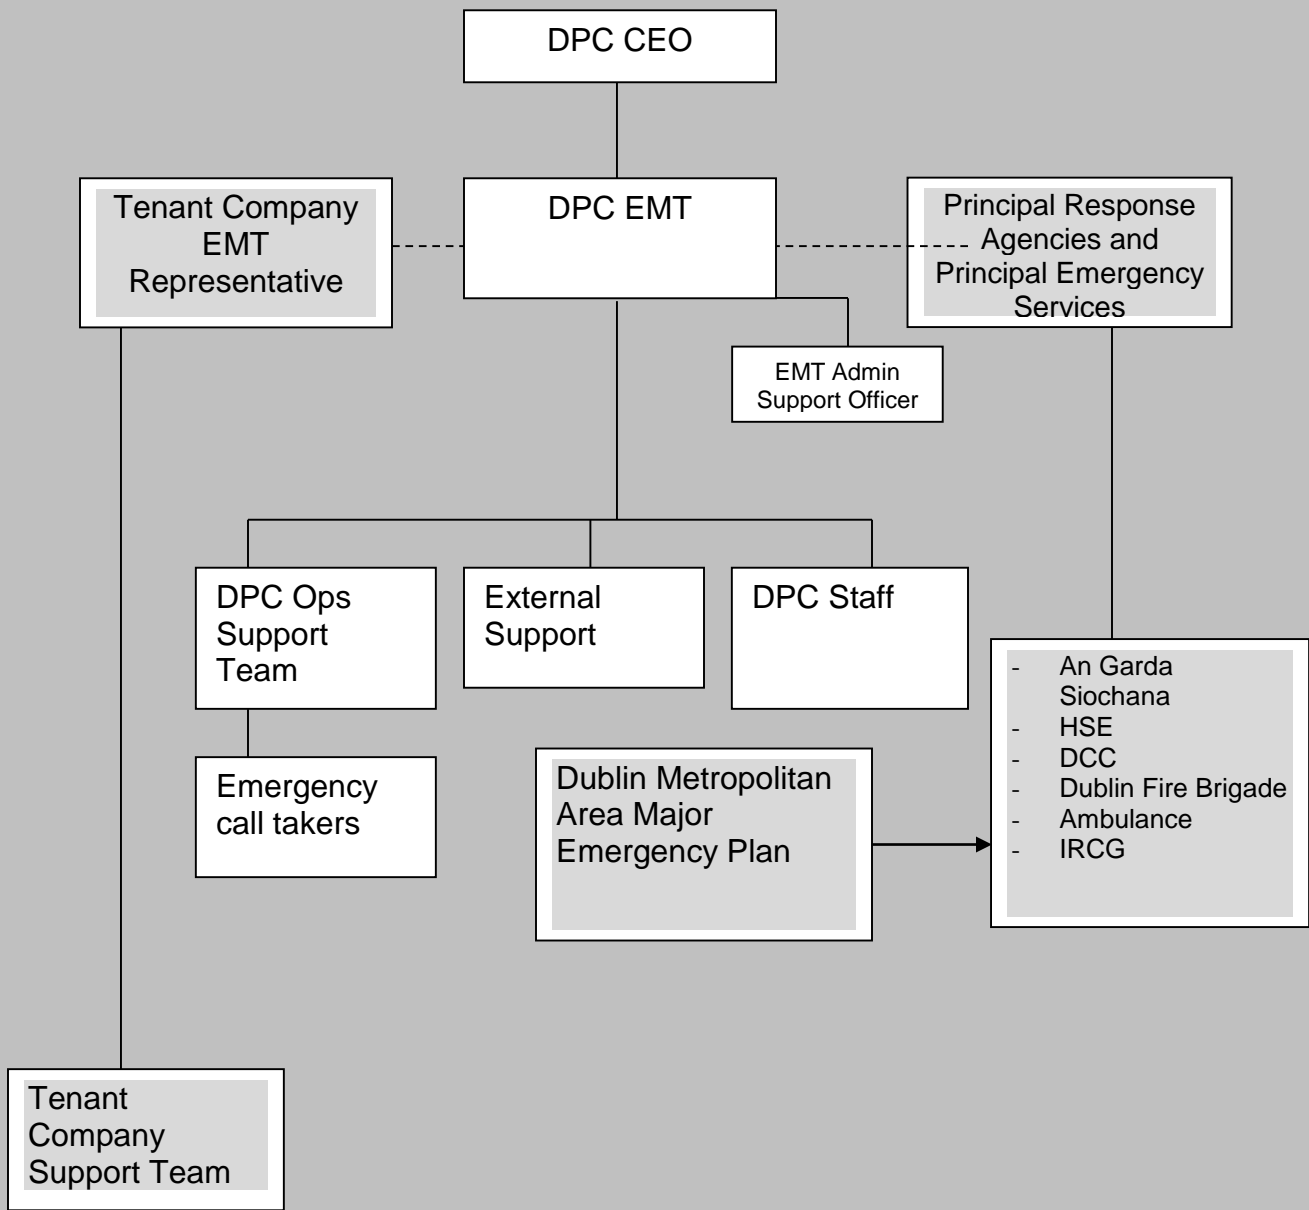 DPC CEO
Tenant Company
EMT
Representative
DPC EMT
Principal Response
Agencies and
Principal Emergency
Services
EMT Admin
Support Officer
DPC Ops
Support
Team
External
Support
DPC Staff
Emergency
call takers
Dublin Metropolitan
Area Major
Emergency Plan
- An Garda
Siochana
- HSE
- DCC
- Dublin Fire Brigade
- Ambulance
- IRCG
Tenant
Company
Support Team